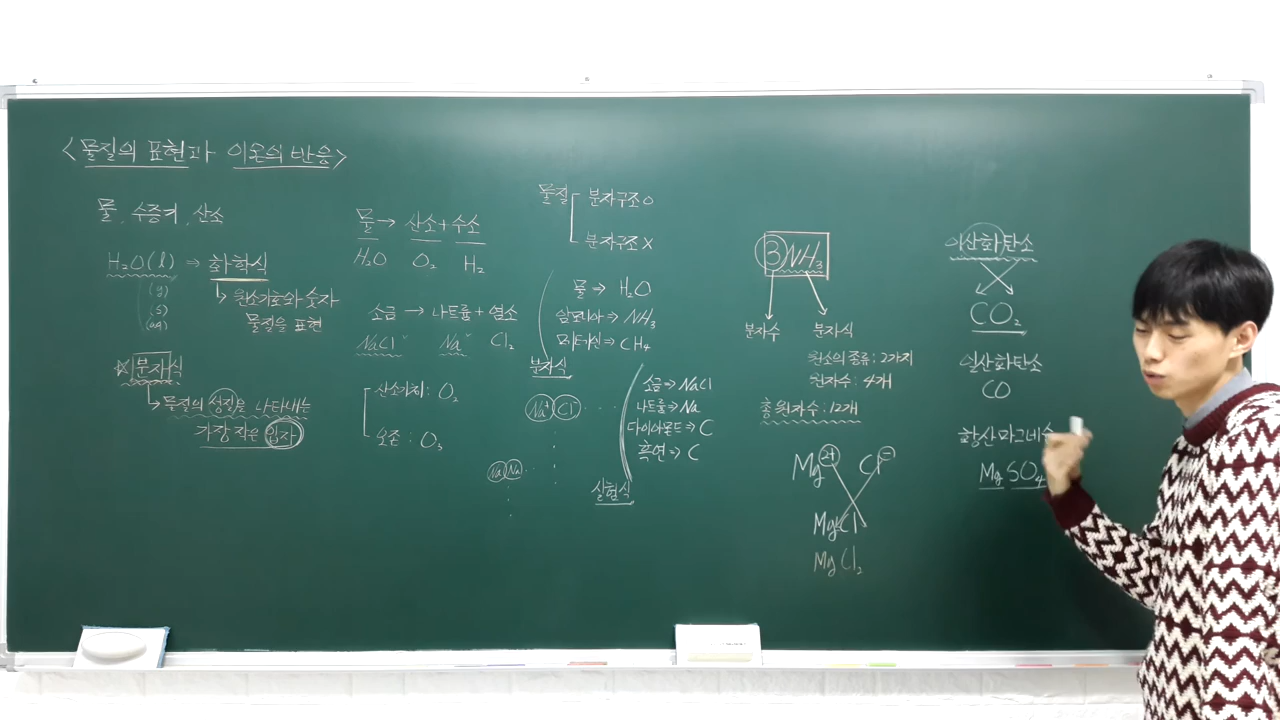 <물질의 표현과 이온의 반응>
물, 수증기, 산소
H₂O(l) ⇒ 화학식
(g)
(s)
(aq)
↳ 원소기호와 숫자
물질을 표현
☆분자식
↳ 물질의 성질을 나타내는
가장 작은 입자
물 → 산소 + 수소
H₂O O₂ H₂
소금 → 나트륨 + 염소
NaCl Na Cl₂
산소기체: O₂
오존 : O₃
물질
분자구조 O
분자구조 X
물 ⇒ H₂O
암모니아 ⇒ NH₃
메테인 ⇒ CH₄
분자식
Na⁺ Cl⁻ ...
Na Na ..
소금 ⇒ NaCl
나트륨 ⇒ Na
다이아몬드 ⇒ C
흑연 ⇒ C
실험식
3NH₃
분자수 분자식
원소의 종류: 2가지
원자수: 4개
총 원자수: 12개
Mg²⁺ Cl⁻
MgCl
MgCl₂
이산화탄소
CO₂
일산화탄소
CO
황산마그네슘
MgSO₄